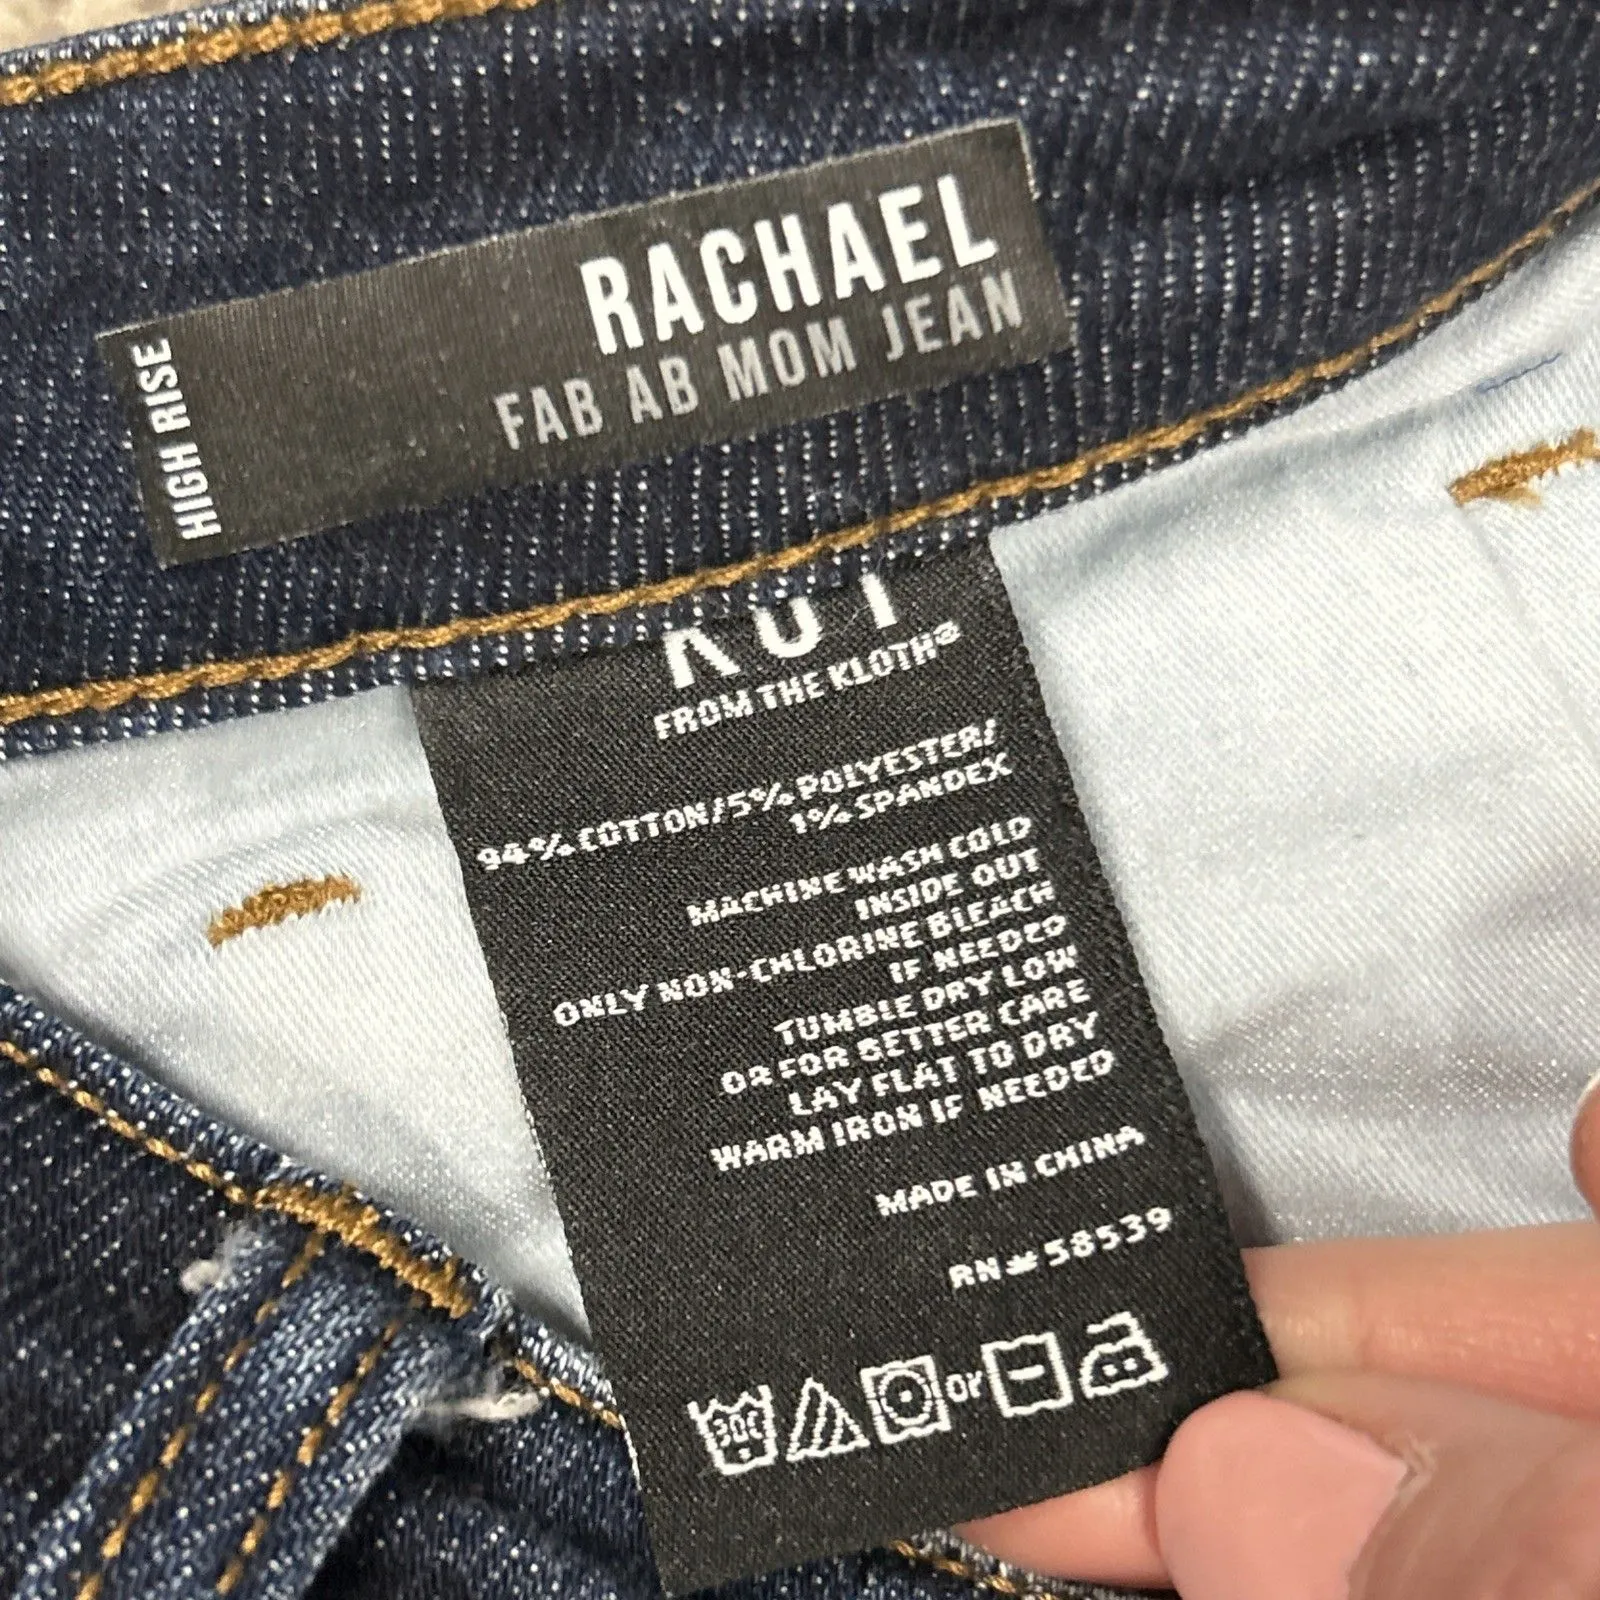 RACHAEL
FAB AB MOM JEAN
HIGH RISE
KUT
FROM THE KLOTH®
94% COTTON/5% POLYESTER/
1% SPANDEX
MACHINE WASH COLD
INSIDE OUT
ONLY NON-CHLORINE BLEACH
IF NEEDED
TUMBLE DRY LOW
OR FOR BETTER CARE
LAY FLAT TO DRY
WARM IRON IF NEEDED
MADE IN CHINA
RN# 58539
30C or